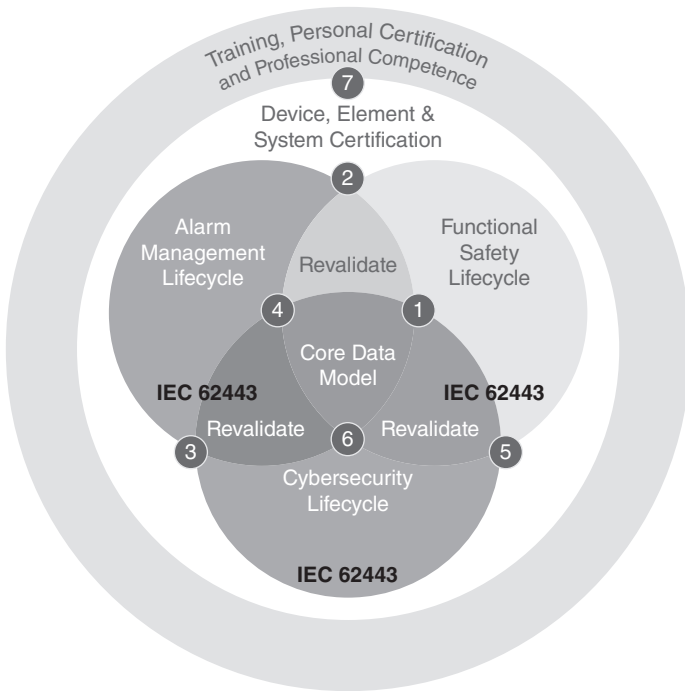 Training, Personal Certification
and Professional Competence
7
Device, Element &
System Certification
2
Alarm
Management
Lifecycle
Functional
Safety
Lifecycle
Revalidate
4
1
Core Data
Model
IEC 62443
IEC 62443
Revalidate
Revalidate
3
6
5
Cybersecurity
Lifecycle
IEC 62443